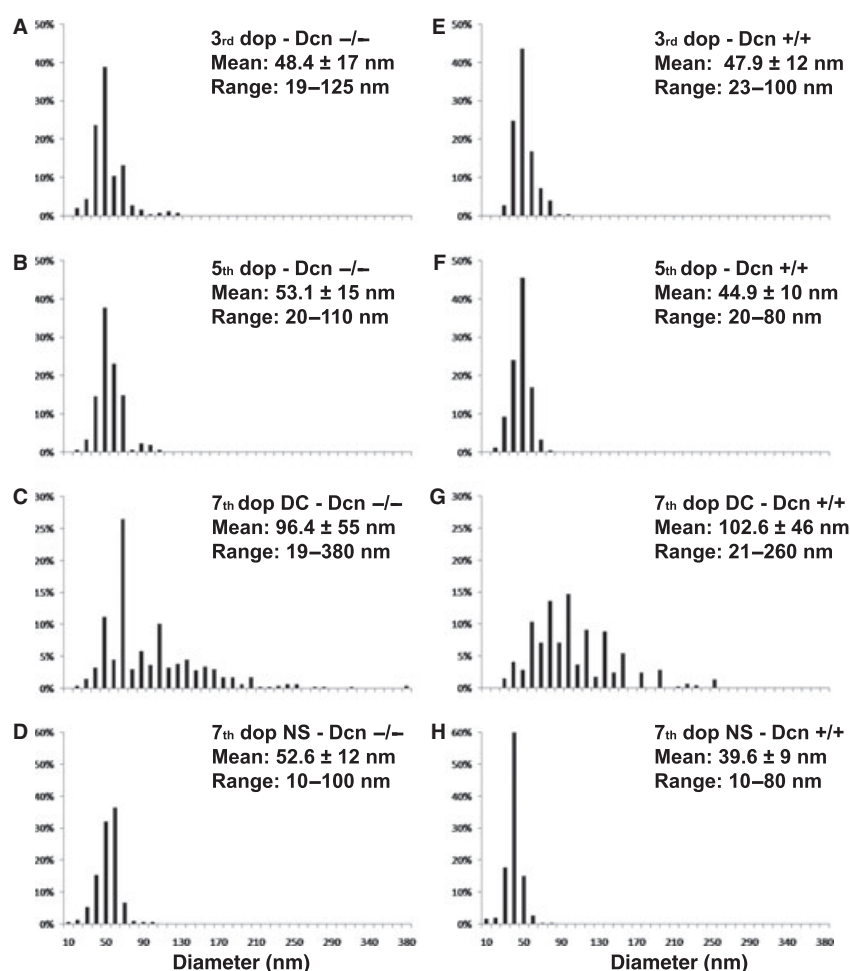 A
50%
40%
30%
20%
10%
0%
3rd dop - Dcn –/–
Mean: 48.4 ± 17 nm
Range: 19–125 nm
E
50%
40%
30%
20%
10%
0%
3rd dop - Dcn +/+
Mean: 47.9 ± 12 nm
Range: 23–100 nm
B
50%
40%
30%
20%
10%
0%
5th dop - Dcn –/–
Mean: 53.1 ± 15 nm
Range: 20–110 nm
F
50%
40%
30%
20%
10%
0%
5th dop - Dcn +/+
Mean: 44.9 ± 10 nm
Range: 20–80 nm
C
30%
25%
20%
15%
10%
5%
0%
7th dop DC - Dcn –/–
Mean: 96.4 ± 55 nm
Range: 19–380 nm
G
30%
25%
20%
15%
10%
5%
0%
7th dop DC - Dcn +/+
Mean: 102.6 ± 46 nm
Range: 21–260 nm
D
60%
50%
40%
30%
20%
10%
0%
7th dop NS - Dcn –/–
Mean: 52.6 ± 12 nm
Range: 10–100 nm
10 50 90 130 170 210 250 290 340 380
Diameter (nm)
H
60%
50%
40%
30%
20%
10%
0%
7th dop NS - Dcn +/+
Mean: 39.6 ± 9 nm
Range: 10–80 nm
10 50 90 130 170 210 250 290 340 380
Diameter (nm)